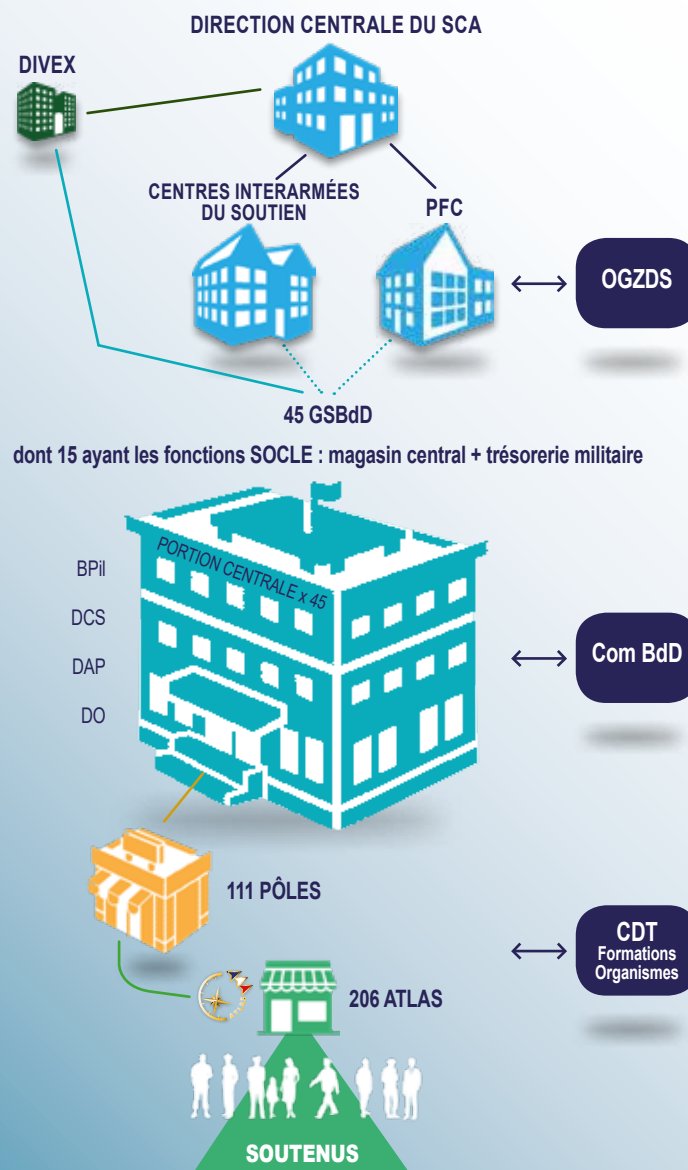 DIRECTION CENTRALE DU SCA
DIVEX
CENTRES INTERARMÉES
DU SOUTIEN
PFC
OGZDS
45 GSBdD
dont 15 ayant les fonctions SOCLE : magasin central + trésorerie militaire
PORTION CENTRALE x 45
BPil
DCS
DAP
DO
Com BdD
111 PÔLES
CDT
Formations
Organismes
206 ATLAS
SOUTENUS